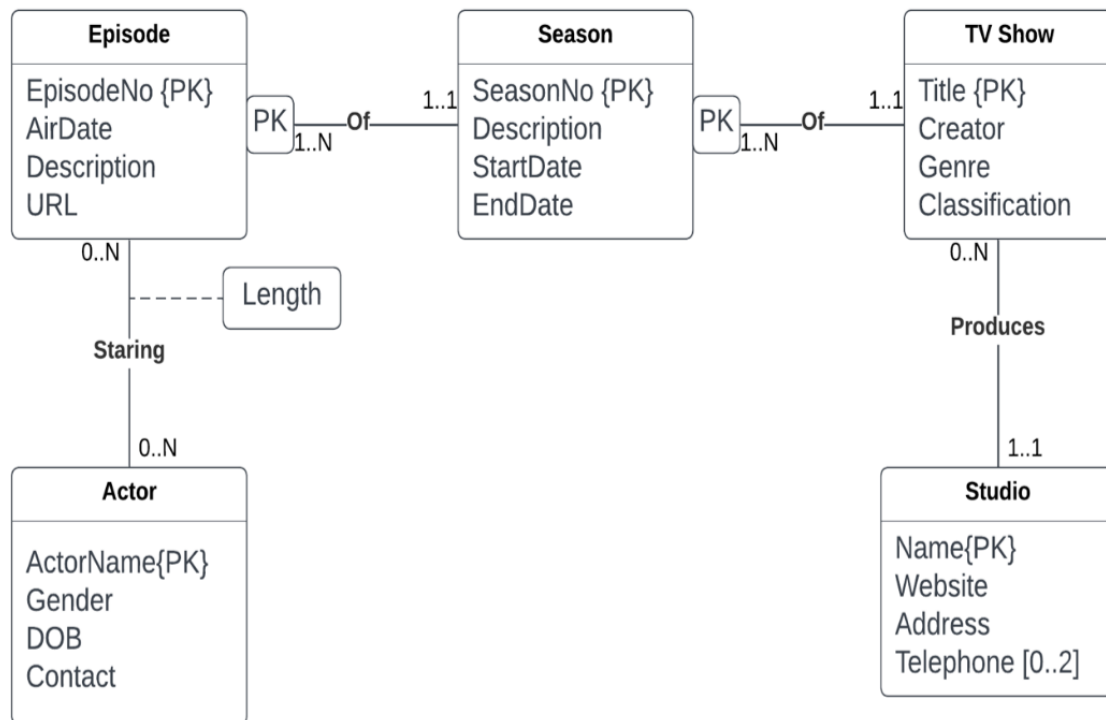 Episode
EpisodeNo {PK}
AirDate
Description
URL
PK
1..N
Of
1..1
Season
SeasonNo {PK}
Description
StartDate
EndDate
PK
1..N
Of
1..1
TV Show
Title {PK}
Creator
Genre
Classification
0..N
Length
Staring
0..N
0..N
Produces
1..1
Actor
ActorName{PK}
Gender
DOB
Contact
Studio
Name{PK}
Website
Address
Telephone [0..2]